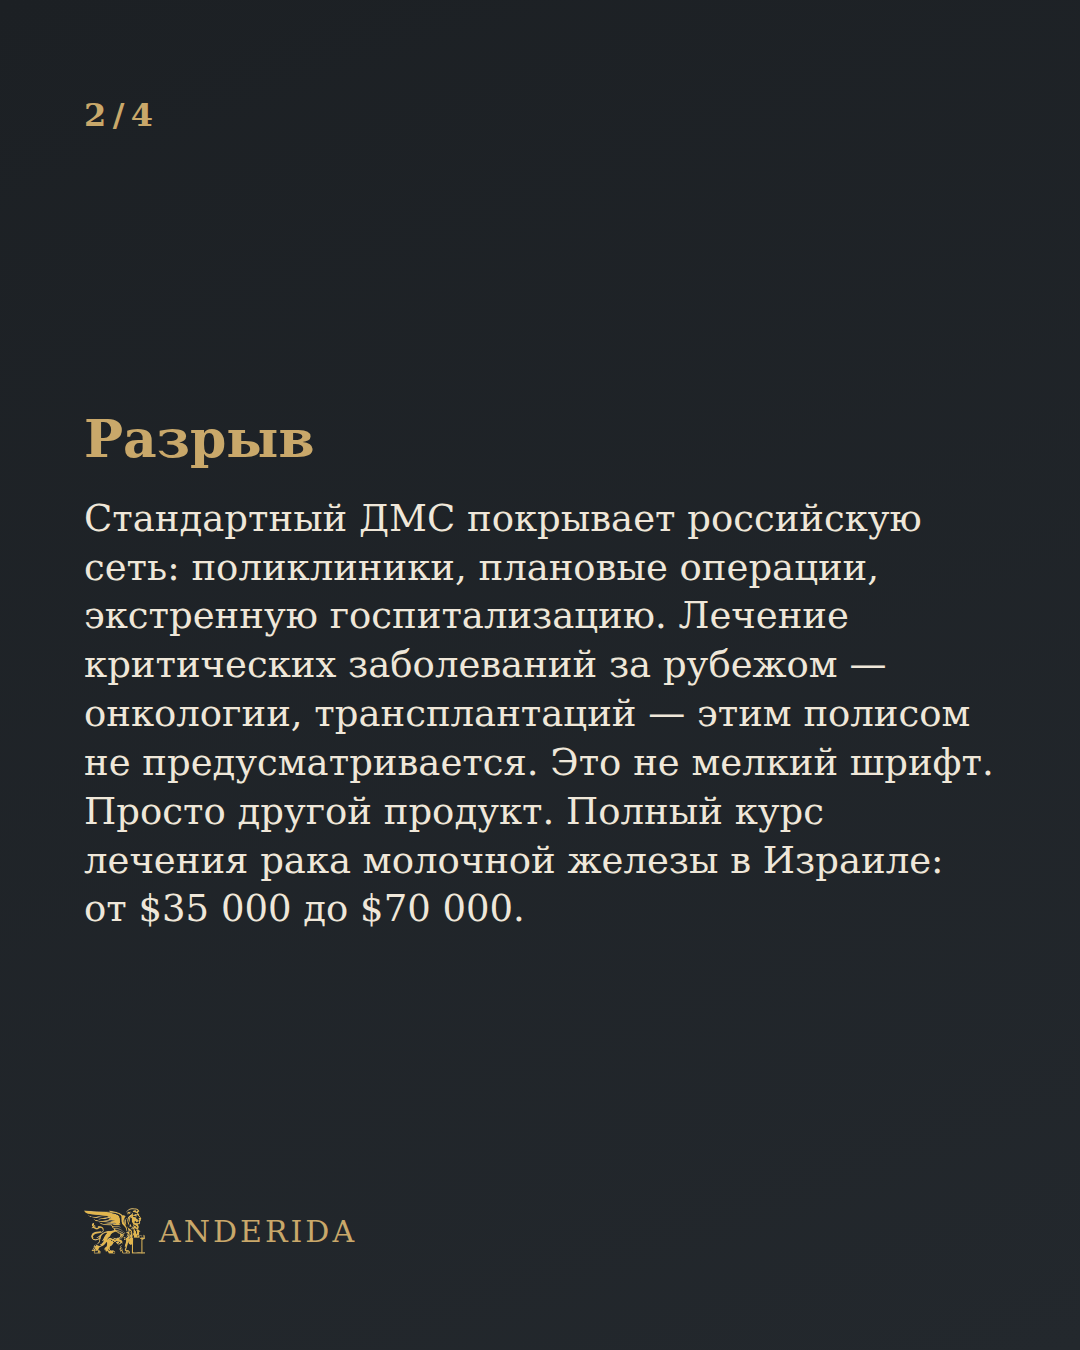 2/4
Разрыв
Стандартный ДМС покрывает российскую
сеть: поликлиники, плановые операции,
экстренную госпитализацию. Лечение
критических заболеваний за рубежом —
онкологии, трансплантаций — этим полисом
не предусматривается. Это не мелкий шрифт.
Просто другой продукт. Полный курс
лечения рака молочной железы в Израиле:
от $35 000 до $70 000.
ANDERIDA